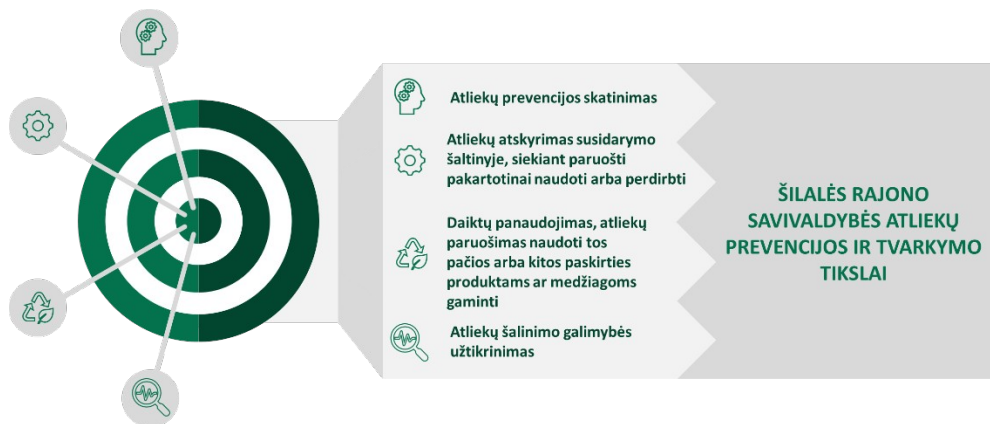 Atliekų prevencijos skatinimas
Atliekų atskyrimas susidarymo
šaltinyje, siekiant paruošti
pakartotinai naudoti arba perdirbti
Daiktų panaudojimas, atliekų
paruošimas naudoti tos
pačios arba kitos paskirties
produktams ar medžiagoms
gaminti
Atliekų šalinimo galimybės
užtikrinimas
ŠILALĖS RAJONO
SAVIVALDYBĖS ATLIEKŲ
PREVENCIJOS IR TVARKYMO
TIKSLAI